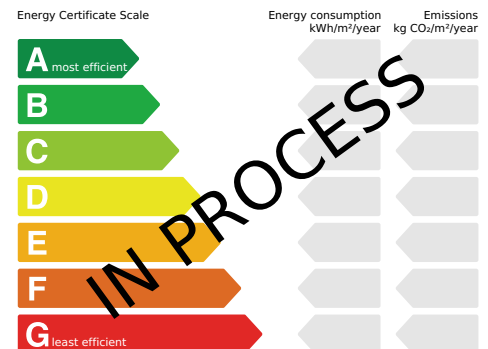 Energy Certificate Scale
Energy consumption
kWh/m²/year
Emissions
kg CO₂/m²/year
A most efficient
B
C
D
E
F
G least efficient
IN PROCESS